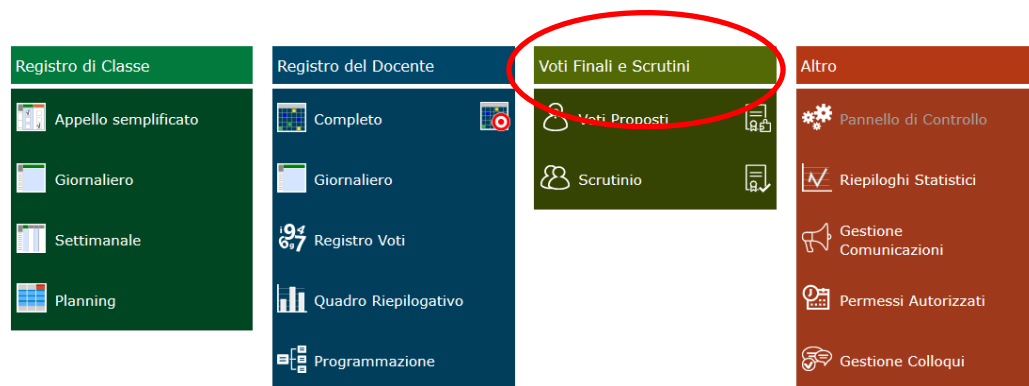 Registro di Classe
Appello semplificato
Giornaliero
Settimanale
Planning
Registro del Docente
Completo
Giornaliero
Registro Voti
Quadro Riepilogativo
Programmazione
Voti Finali e Scrutini
Voti Proposti
Scrutinio
Altro
Pannello di Controllo
Riepiloghi Statistici
Gestione
Comunicazioni
Permessi Autorizzati
Gestione Colloqui